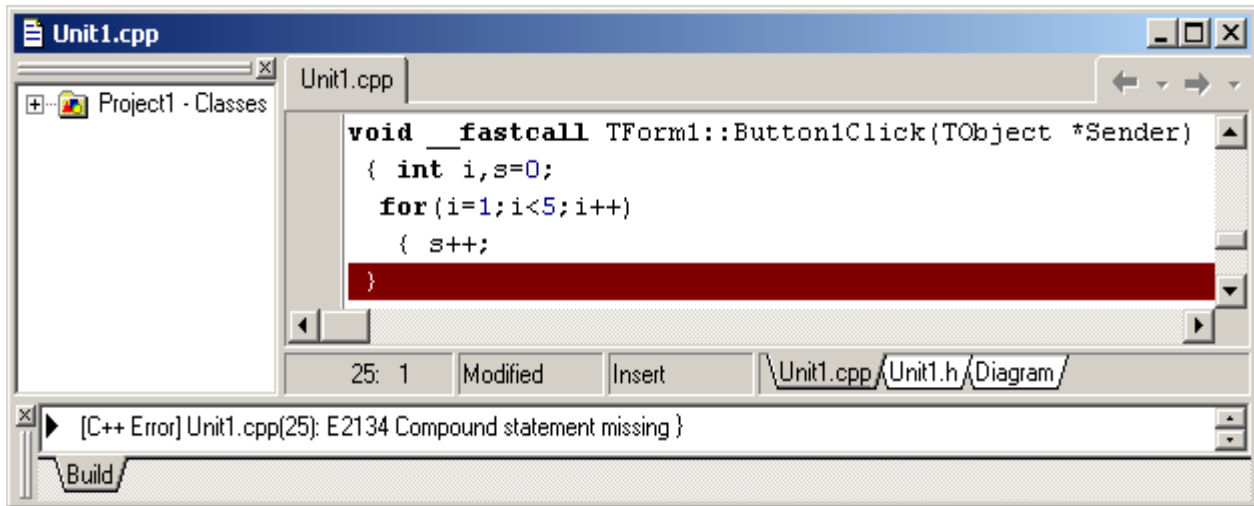 Unit1.cpp
Project1 - Classes
Unit1.cpp
void __fastcall TForm1::Button1Click(TObject *Sender)
{ int i,s=0;
for(i=1;i<5;i++)
{ s++;
}
25: 1 Modified Insert Unit1.cpp Unit1.h Diagram
[C++ Error] Unit1.cpp(25): E2134 Compound statement missing }
Build